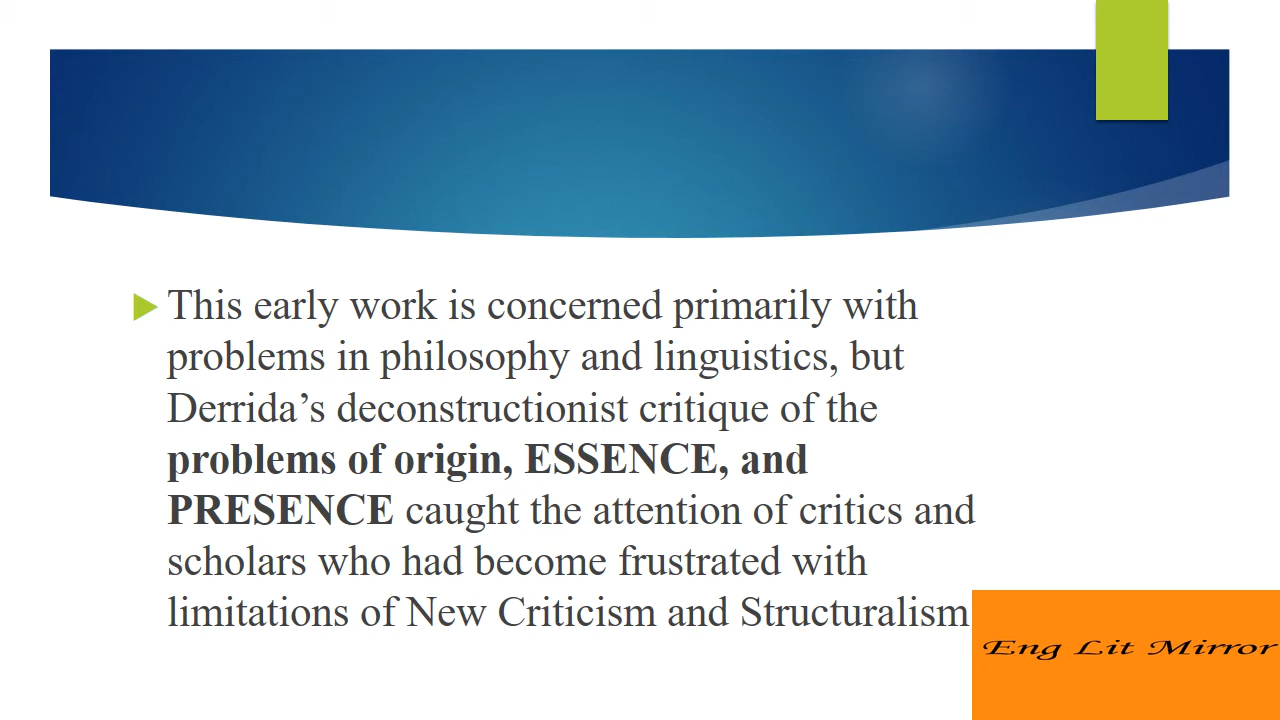 This early work is concerned primarily with
problems in philosophy and linguistics, but
Derrida’s deconstructionist critique of the
problems of origin, ESSENCE, and
PRESENCE caught the attention of critics and
scholars who had become frustrated with
limitations of New Criticism and Structuralism
Eng Lit Mirror